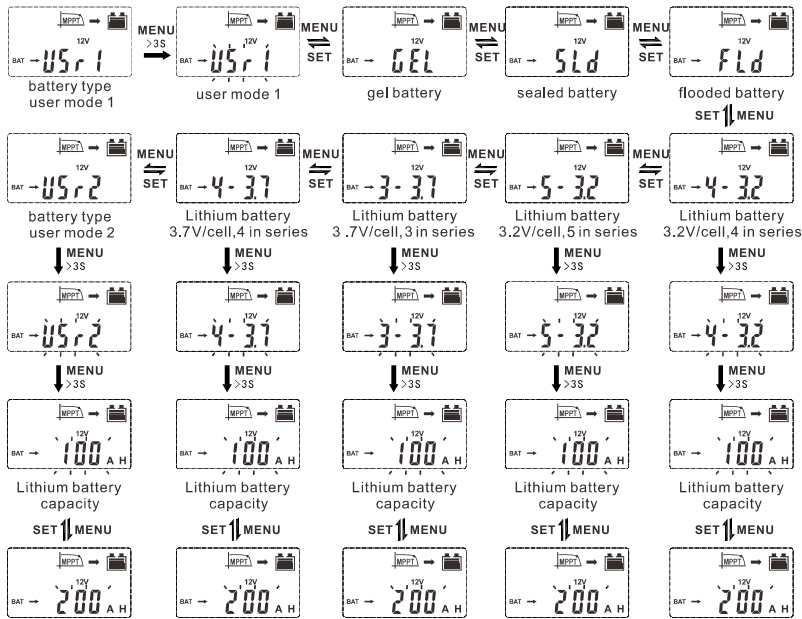 MPPT MPPT MPPT MPPT MPPT
MENU >3S MENU SET MENU SET MENU SET
12V 12V 12V 12V 12V
BAT USr1 BAT USr1 BAT GEL BAT SLd BAT FLd
battery type
user mode 1
user mode 1
gel battery
sealed battery
flooded battery
SET MENU
MPPT MPPT MPPT MPPT MPPT
MENU SET MENU SET MENU SET MENU SET
12V 12V 12V 12V 12V
BAT USr2 BAT 4-3.7 BAT 3-3.7 BAT 5-3.2 BAT 4-3.2
battery type
user mode 2
Lithium battery
3.7V/cell,4 in series
Lithium battery
3 .7V/cell,3 in series
Lithium battery
3.2V/cell,5 in series
Lithium battery
3.2V/cell,4 in series
MENU MENU MENU MENU MENU
>3S >3S >3S >3S >3S
MPPT MPPT MPPT MPPT MPPT
12V 12V 12V 12V 12V
BAT USr2 BAT 4-3.7 BAT 3-3.7 BAT 5-3.2 BAT 4-3.2
MENU MENU MENU MENU MENU
>3S >3S >3S >3S >3S
MPPT MPPT MPPT MPPT MPPT
12V 12V 12V 12V 12V
BAT 100 AH BAT 100 AH BAT 100 AH BAT 100 AH BAT 100 AH
Lithium battery
capacity
Lithium battery
capacity
Lithium battery
capacity
Lithium battery
capacity
Lithium battery
capacity
SET MENU SET MENU SET MENU SET MENU SET MENU
MPPT MPPT MPPT MPPT MPPT
12V 12V 12V 12V 12V
BAT 200 AH BAT 200 AH BAT 200 AH BAT 200 AH BAT 200 AH